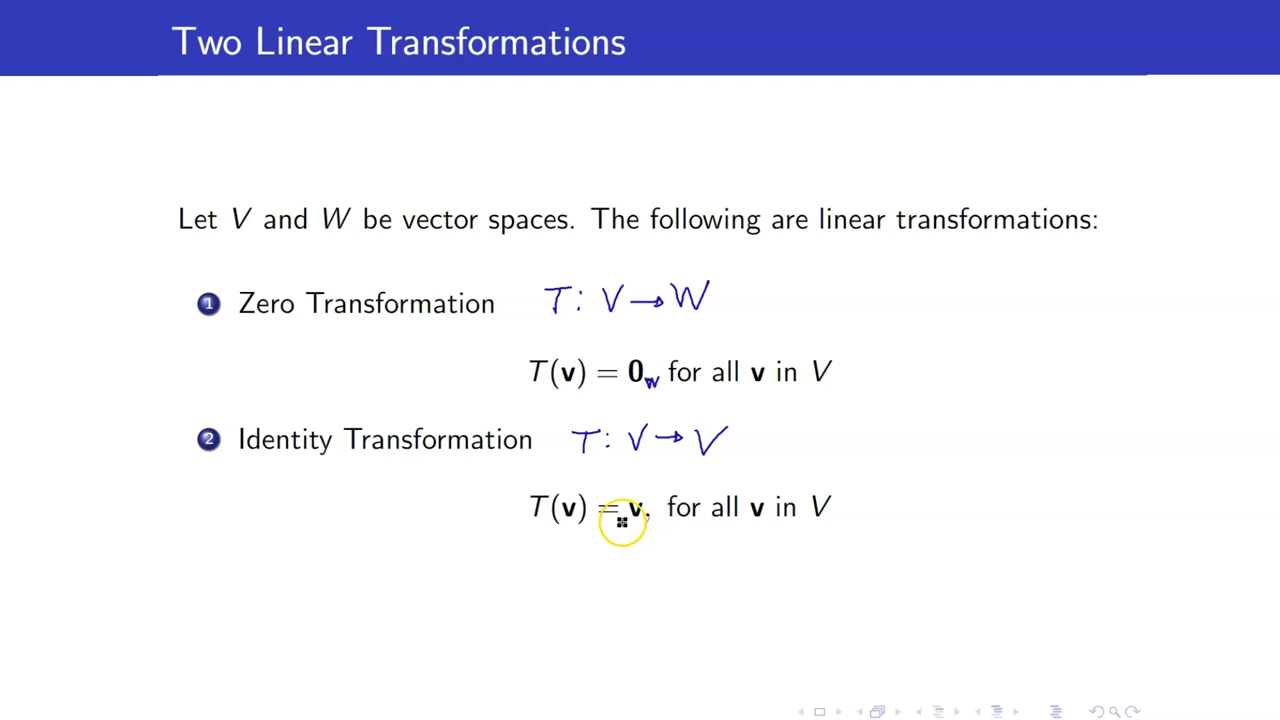 Two Linear Transformations
Let V and W be vector spaces. The following are linear transformations:
1 Zero Transformation T: V → W
T(v) = 0_W for all v in V
2 Identity Transformation T: V → V
T(v) = v, for all v in V